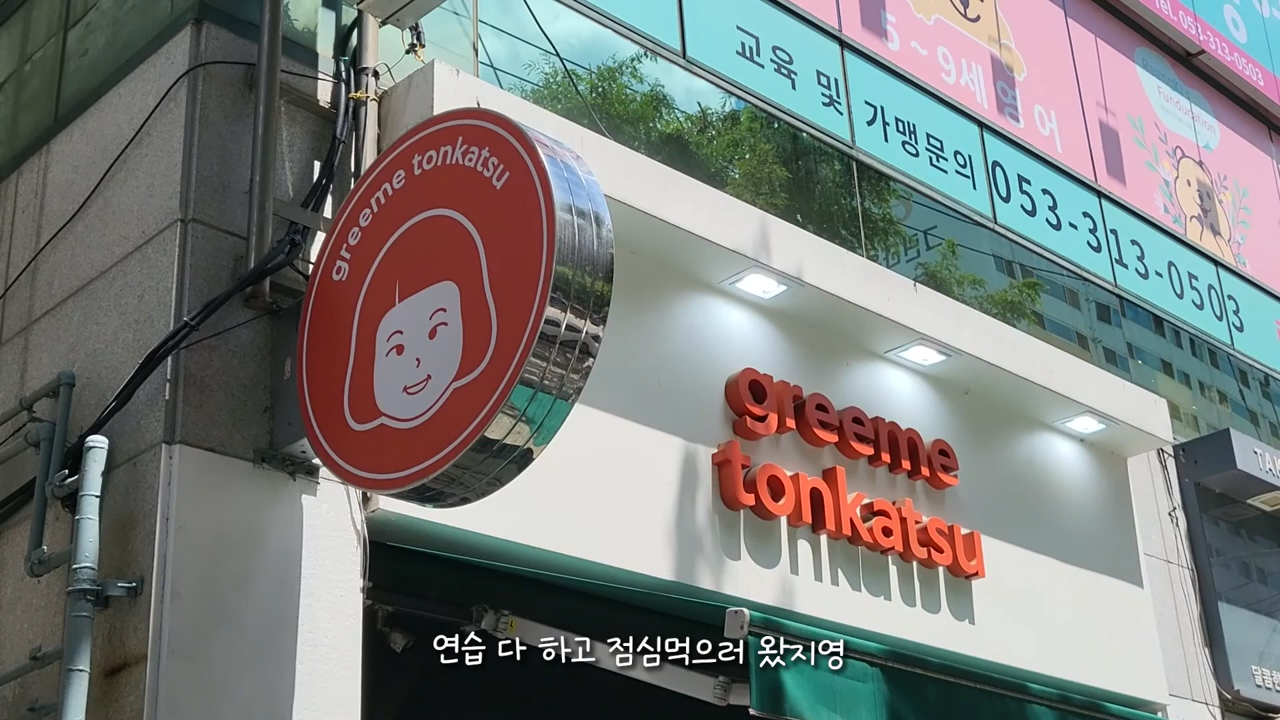 Tel. 053-313-0503
5~9세 영어
Funducation
교육 및 가맹문의 053-313-0503
greeme tonkatsu
greeme
tonkatsu
연습 다 하고 점심먹으러 왔지영